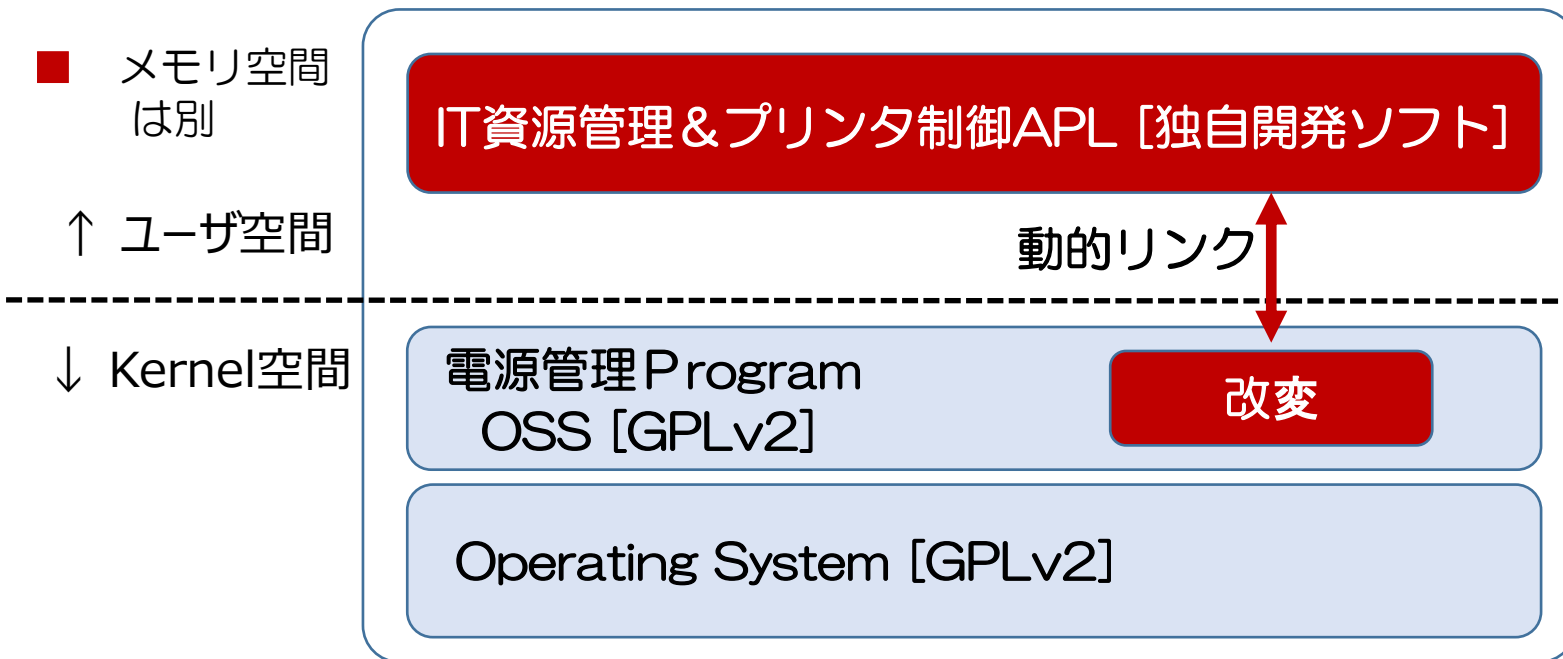 ■ メモリ空間
は別
IT資源管理&プリンタ制御APL [独自開発ソフト]
↑ ユーザ空間
動的リンク
↓ Kernel空間
電源管理Program
OSS [GPLv2]
改変
Operating System [GPLv2]